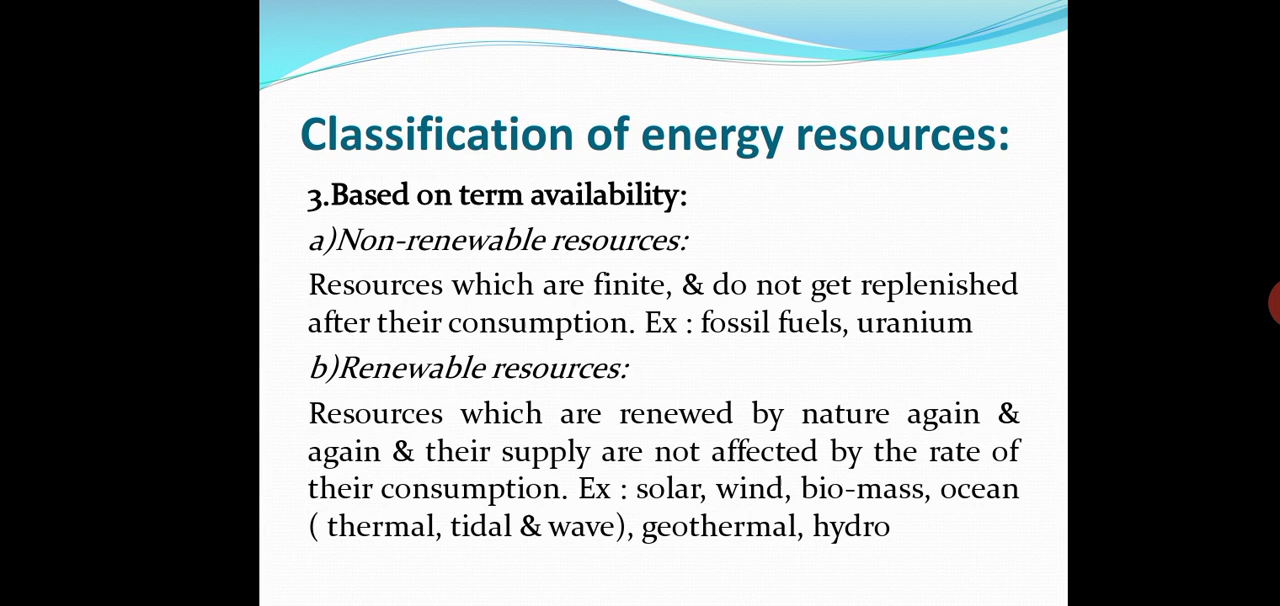 Classification of energy resources:
3.Based on term availability:
a)Non-renewable resources:
Resources which are finite, & do not get replenished
after their consumption. Ex : fossil fuels, uranium
b)Renewable resources:
Resources which are renewed by nature again &
again & their supply are not affected by the rate of
their consumption. Ex : solar, wind, bio-mass, ocean
( thermal, tidal & wave), geothermal, hydro